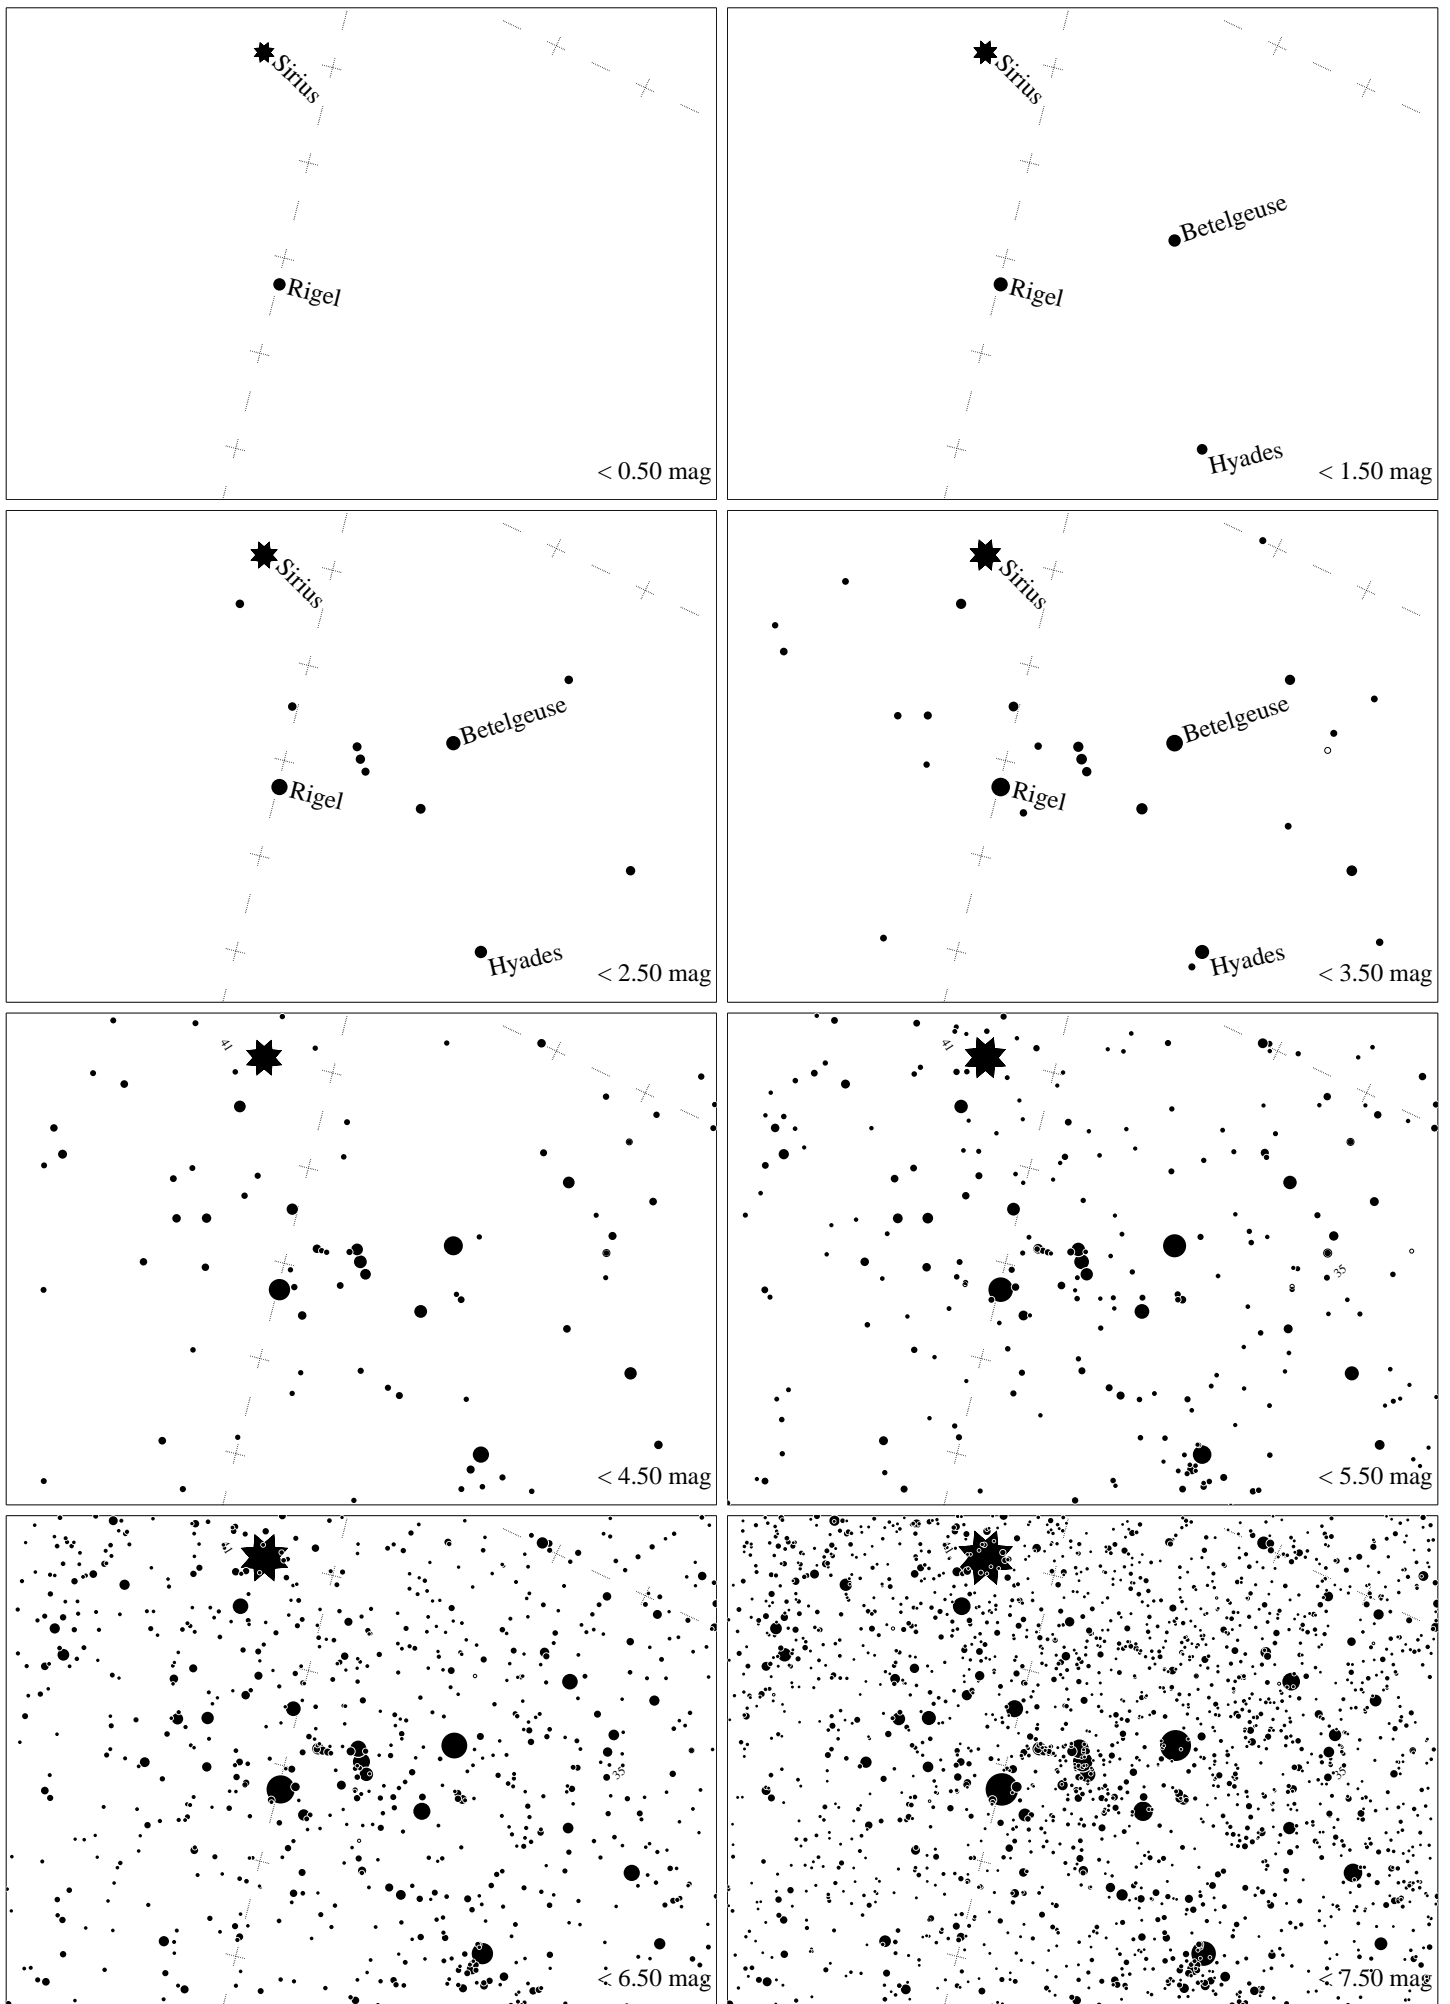 Sirius
Rigel
< 0.50 mag
Sirius
Betelgeuse
Rigel
Hyades
< 1.50 mag
Sirius
Betelgeuse
Rigel
Hyades
< 2.50 mag
Sirius
Betelgeuse
Rigel
Hyades
< 3.50 mag
41
< 4.50 mag
41
35
< 5.50 mag
41
35
< 6.50 mag
35
< 7.50 mag